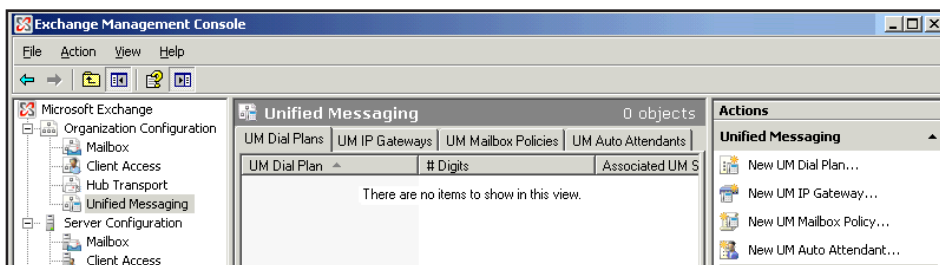 Exchange Management Console
File Action View Help
Microsoft Exchange
Organization Configuration
Mailbox
Client Access
Hub Transport
Unified Messaging
Server Configuration
Mailbox
Client Access
Unified Messaging 0 objects
UM Dial Plans UM IP Gateways UM Mailbox Policies UM Auto Attendants
UM Dial Plan # Digits Associated UM S
There are no items to show in this view.
Actions
Unified Messaging
New UM Dial Plan...
New UM IP Gateway...
New UM Mailbox Policy...
New UM Auto Attendant...